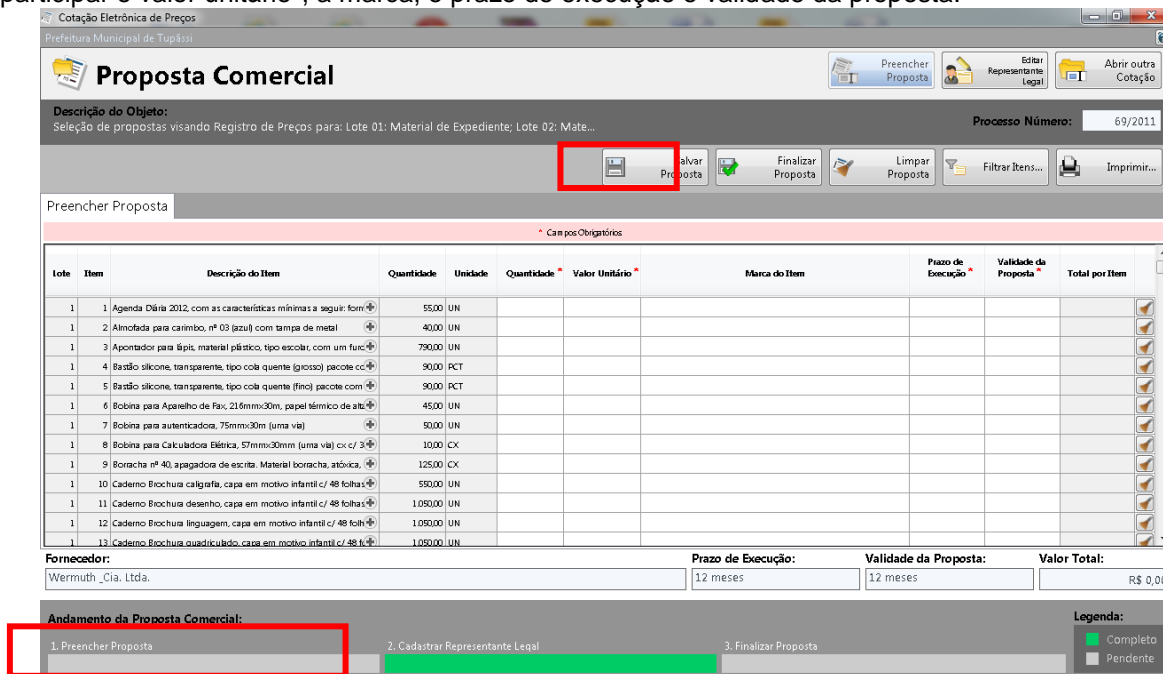 participar o valor unitário , a marca, o prazo de execução e validade da proposta.
Cotação Eletrônica de Preços
Prefeitura Municipal de Tupãssi
Proposta Comercial
Preencher Proposta
Editar Representante Legal
Abrir outra Cotação
Descrição do Objeto:
Seleção de propostas visando Registro de Preços para: Lote 01: Material de Expediente; Lote 02: Mate...
Processo Número: 69/2011
alvar Proposta
Finalizar Proposta
Limpar Proposta
Filtrar Itens...
Imprimir...
Preencher Proposta
* Campos Obrigatórios
Lote Item Descrição do Item Quantidade Unidade Quantidade * Valor Unitário * Marca do Item Prazo de Execução * Validade da Proposta * Total por Item
1 1 Agenda Diária 2012, com as características mínimas a seguir: form 55,00 UN
1 2 Almofada para carimbo, nº 03 (azul) com tampa de metal 40,00 UN
1 3 Apontador para lápis, material plástico, tipo escolar, com um furo 790,00 UN
1 4 Bastão silicone, transparente, tipo cola quente (grosso) pacote co 90,00 PCT
1 5 Bastão silicone, transparente, tipo cola quente (fino) pacote com 90,00 PCT
1 6 Bobina para Aparelho de Fax, 216mmx30m, papel térmico de alta 45,00 UN
1 7 Bobina para autenticadora, 75mmx30m (uma via) 50,00 UN
1 8 Bobina para Calculadora Elétrica, 57mmx30mm (uma via) cx c/ 3 10,00 CX
1 9 Borracha nº 40, apagadora de escrita. Material borracha, atóxica, 125,00 CX
1 10 Caderno Brochura caligrafia, capa em motivo infantil c/ 48 folhas 550,00 UN
1 11 Caderno Brochura desenho, capa em motivo infantil c/ 48 folhas 1.050,00 UN
1 12 Caderno Brochura linguagem, capa em motivo infantil c/ 48 folh 1.050,00 UN
1 13 Caderno Brochura quadriculado, capa em motivo infantil c/ 48 fo 1.050,00 UN
Fornecedor: Prazo de Execução: Validade da Proposta: Valor Total:
Wermuth _Cia. Ltda. 12 meses 12 meses R$ 0,00
Andamento da Proposta Comercial: Legenda:
1. Preencher Proposta 2. Cadastrar Representante Legal 3. Finalizar Proposta Completo
Pendente